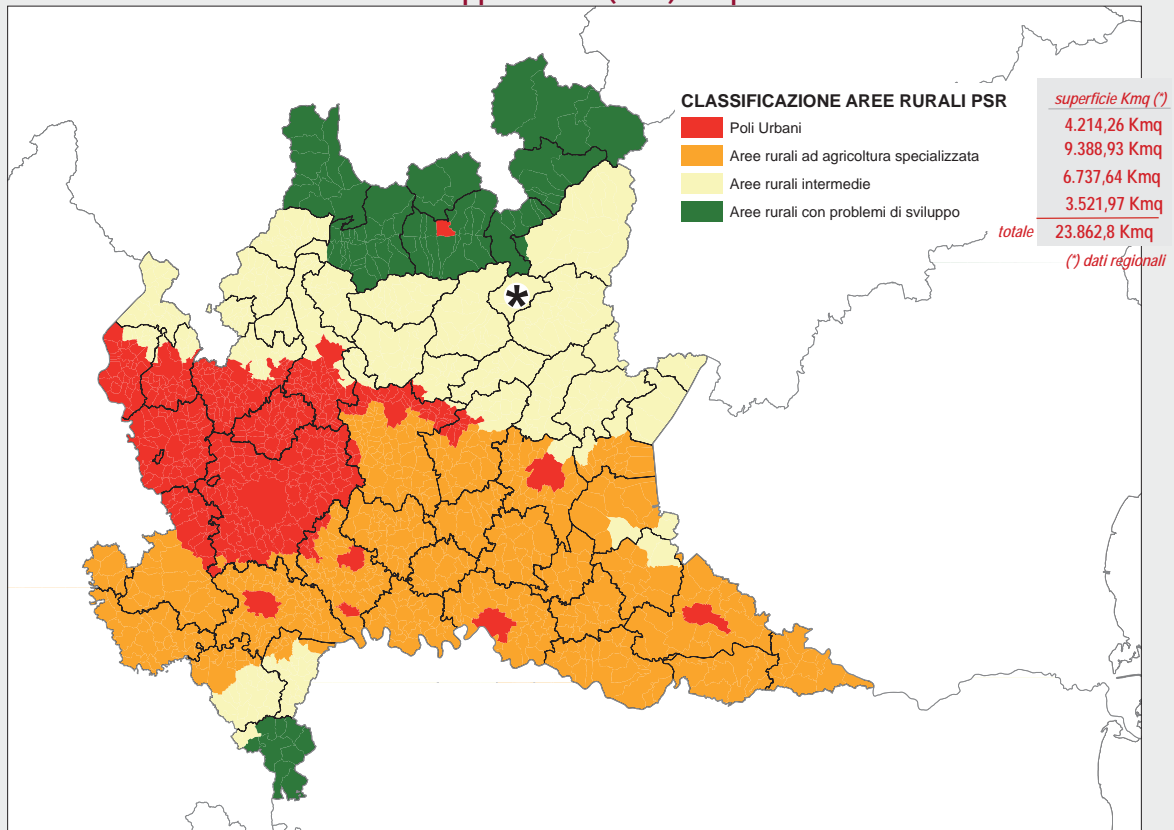 CLASSIFICAZIONE AREE RURALI PSR
superficie Kmq (*)
Poli Urbani
4.214,26 Kmq
Aree rurali ad agricoltura specializzata
9.388,93 Kmq
Aree rurali intermedie
6.737,64 Kmq
Aree rurali con problemi di sviluppo
3.521,97 Kmq
totale 23.862,8 Kmq
(*) dati regionali
*